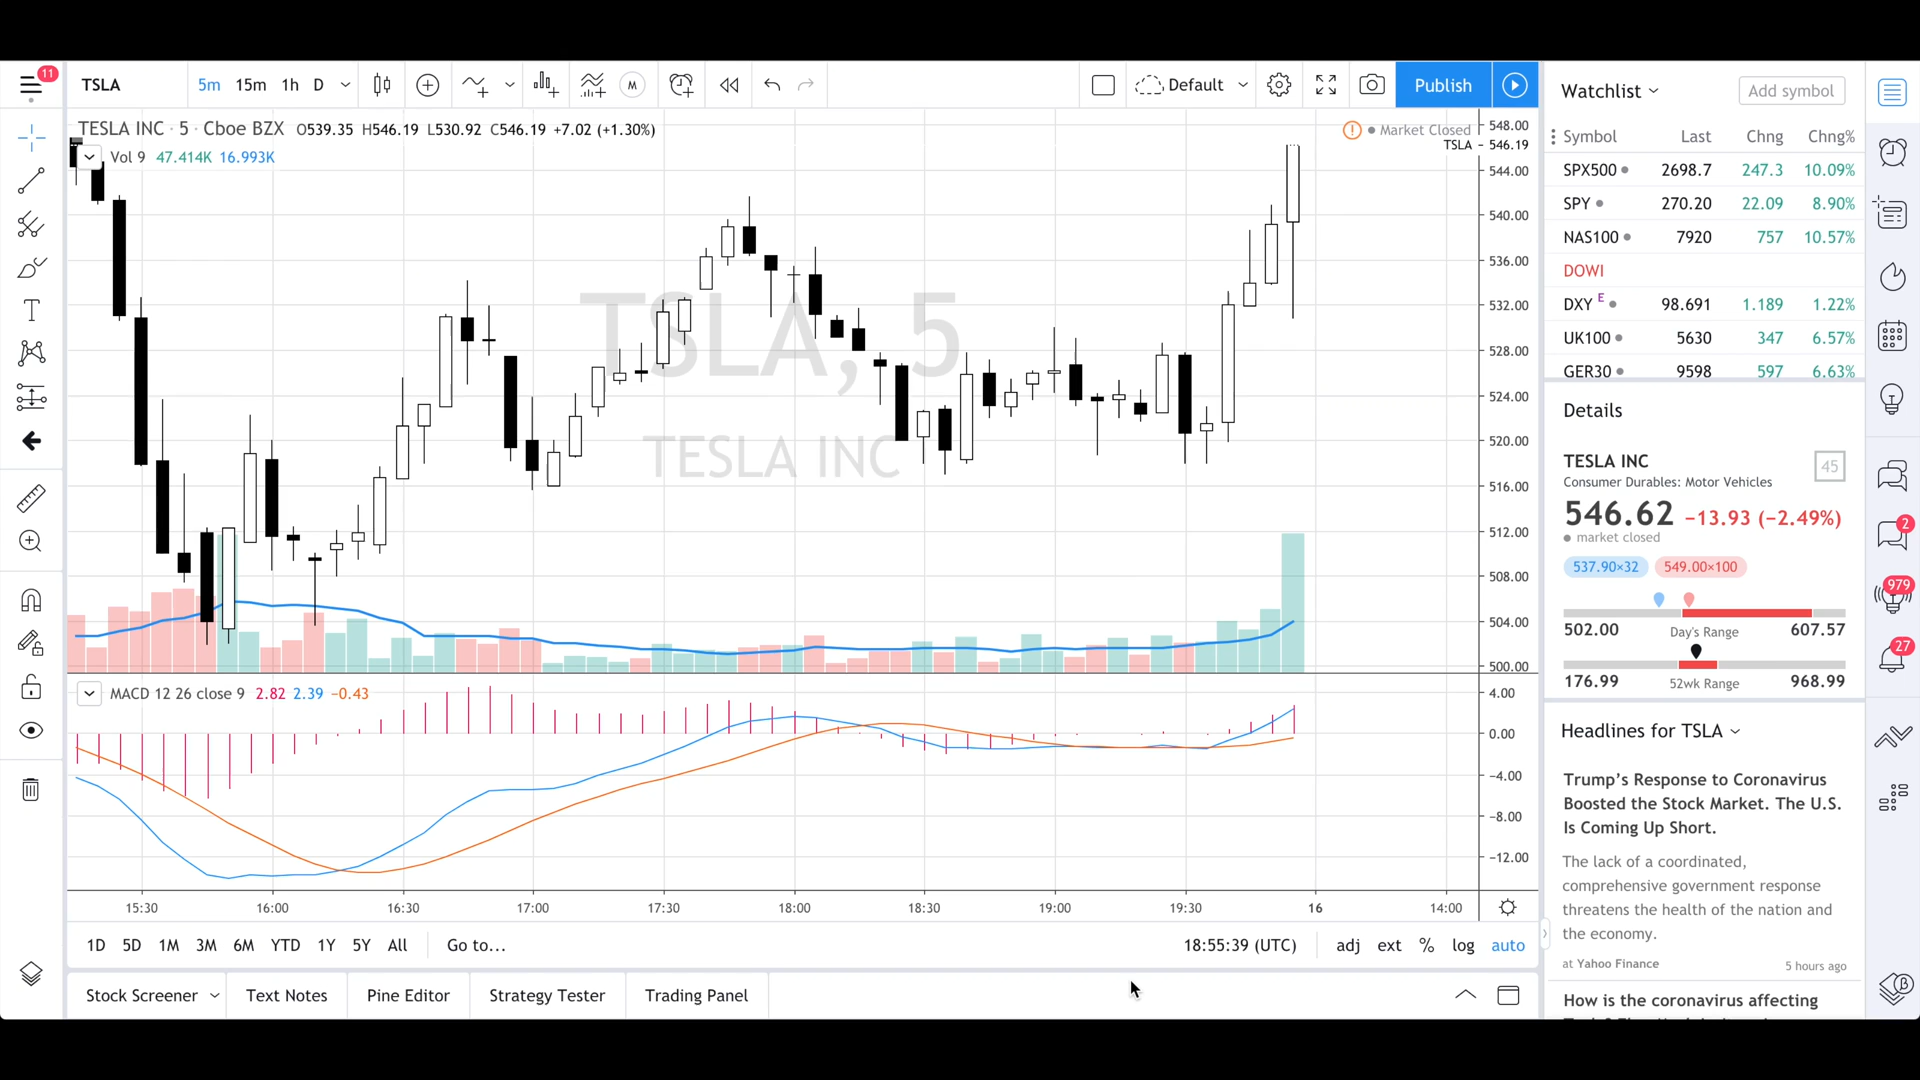 11
TSLA
5m 15m 1h D
M
Default
Publish
TESLA INC · 5 · Cboe BZX O539.35 H546.19 L530.92 C546.19 +7.02 (+1.30%)
Market Closed
Vol 9 47.414K 16.993K
TSLA, 5
TESLA INC
548.00
TSLA - 546.19
544.00
540.00
536.00
532.00
528.00
524.00
520.00
516.00
512.00
508.00
504.00
500.00
MACD 12 26 close 9 2.82 2.39 −0.43
4.00
0.00
−4.00
−8.00
−12.00
15:30 16:00 16:30 17:00 17:30 18:00 18:30 19:00 19:30 16 14:00
1D 5D 1M 3M 6M YTD 1Y 5Y All Go to...
18:55:39 (UTC) adj ext % log auto
Stock Screener Text Notes Pine Editor Strategy Tester Trading Panel
Watchlist Add symbol
Symbol Last Chng Chng%
SPX500 2698.7 247.3 10.09%
SPY 270.20 22.09 8.90%
NAS100 7920 757 10.57%
DOWI
DXY E 98.691 1.189 1.22%
UK100 5630 347 6.57%
GER30 9598 597 6.63%
Details
TESLA INC 45
Consumer Durables: Motor Vehicles
546.62 −13.93 (−2.49%)
market closed
537.90×32 549.00×100
502.00 Day's Range 607.57
176.99 52wk Range 968.99
Headlines for TSLA
Trump's Response to Coronavirus
Boosted the Stock Market. The U.S.
Is Coming Up Short.
The lack of a coordinated,
comprehensive government response
threatens the health of the nation and
the economy.
at Yahoo Finance 5 hours ago
How is the coronavirus affecting
2
979
27